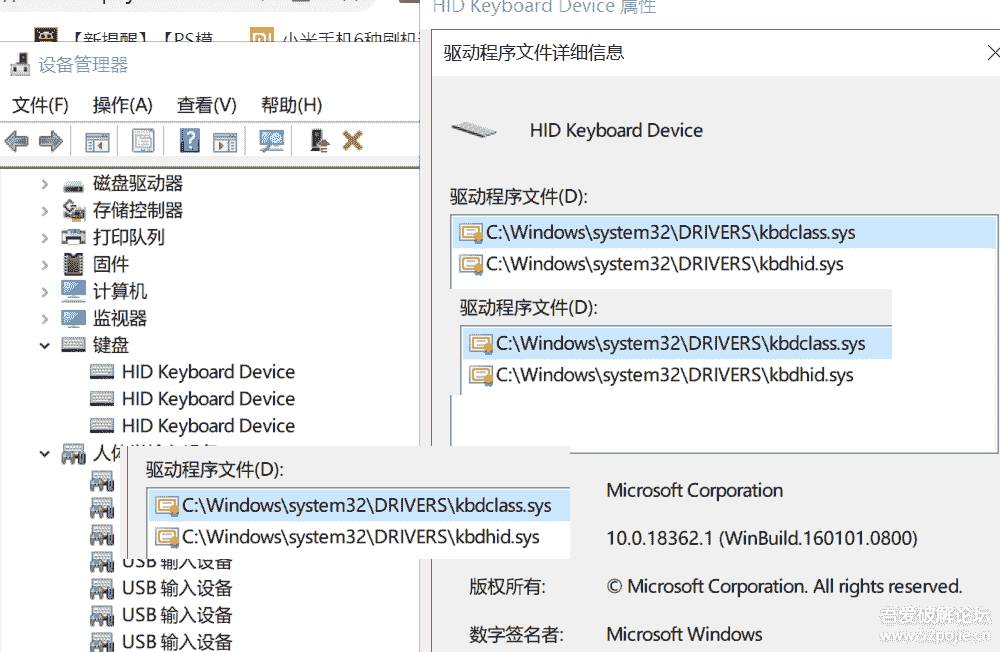 【新提醒】【PS模
小米手机6种刷机
设备管理器
文件(F) 操作(A) 查看(V) 帮助(H)
磁盘驱动器
存储控制器
打印队列
固件
计算机
监视器
键盘
HID Keyboard Device
HID Keyboard Device
HID Keyboard Device
人体
USB 输入设备
USB 输入设备
USB 输入设备
USB 输入设备
驱动程序文件(D):
C:\Windows\system32\DRIVERS\kbdclass.sys
C:\Windows\system32\DRIVERS\kbdhid.sys
HID Keyboard Device 属性
驱动程序文件详细信息
HID Keyboard Device
驱动程序文件(D):
C:\Windows\system32\DRIVERS\kbdclass.sys
C:\Windows\system32\DRIVERS\kbdhid.sys
驱动程序文件(D):
C:\Windows\system32\DRIVERS\kbdclass.sys
C:\Windows\system32\DRIVERS\kbdhid.sys
Microsoft Corporation
10.0.18362.1 (WinBuild.160101.0800)
版权所有: © Microsoft Corporation. All rights reserved.
数字签名者: Microsoft Windows
吾爱破解论坛
www.52pojie.cn